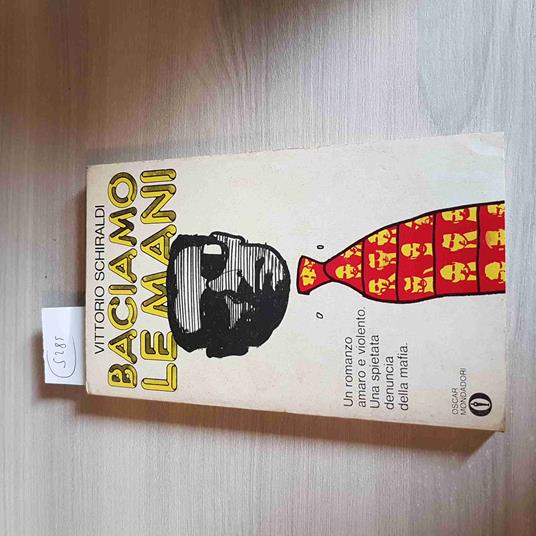 VITTORIO SCHIRALDI
BACIAMO
LE MANI
Un romanzo
amaro e violento.
Una spietata
denuncia
della mafia.
OSCAR
MONDADORI
5285